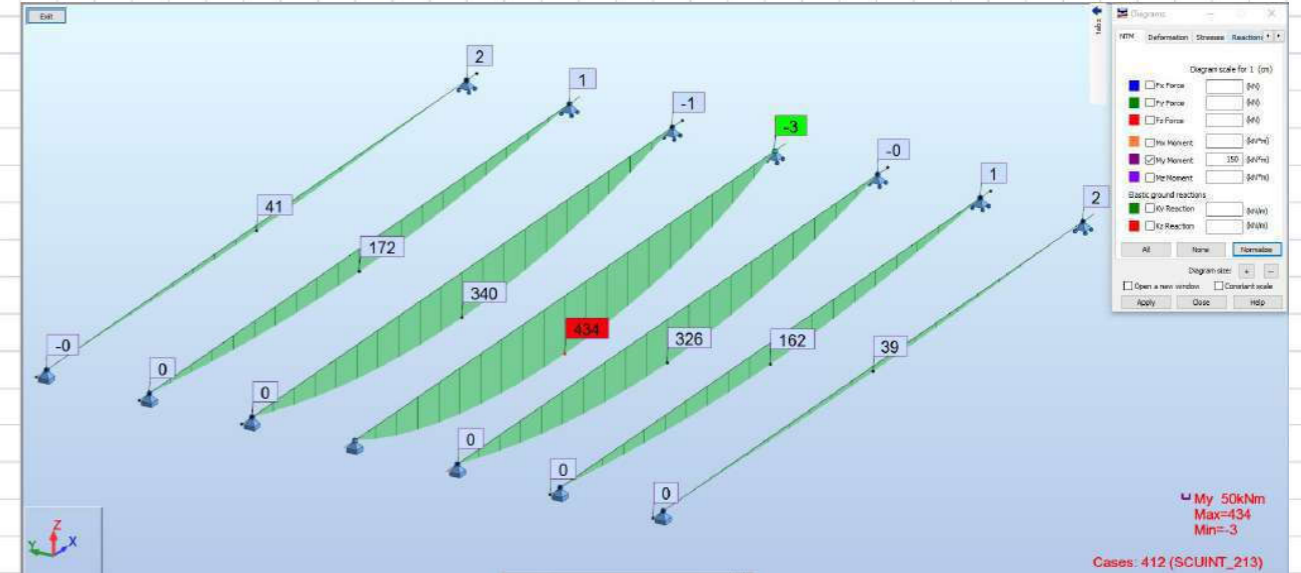 Exit
tabs
Diagrams
NTM Deformation Stresses Reactions
Diagram scale for 1 (cm)
Fx Force (kN)
Fy Force (kN)
Fz Force (kN)
Mx Moment (kN*m)
My Moment 150 (kN*m)
Mz Moment (kN*m)
Elastic ground reactions
KY Reaction (kN/m)
Kz Reaction (kN/m)
All None Normalize
Diagram size: + -
Open a new window Constant scale
Apply Close Help
2
1
-1
-3
-0
1
2
41
172
340
434
326
162
39
-0
0
0
0
0
0
My 50kNm
Max=434
Min=-3
Cases: 412 (SCUINT_213)
Z
Y
X